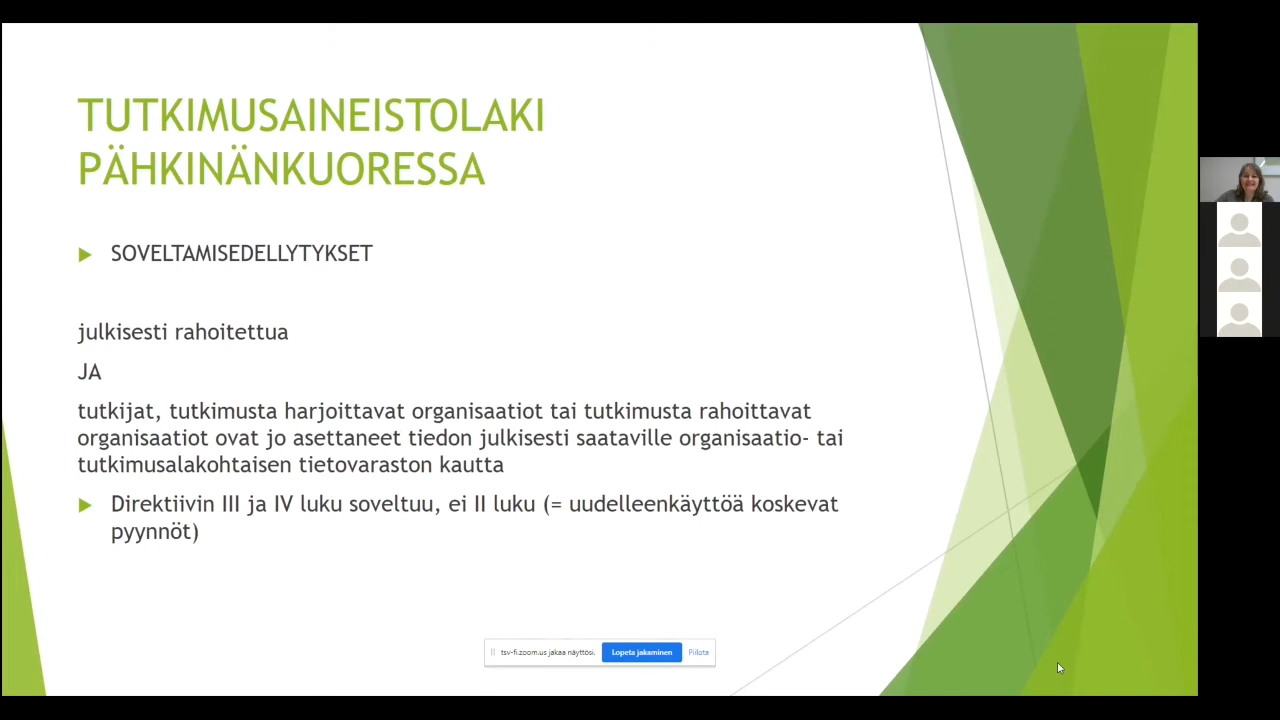 TUTKIMUSAINEISTOLAKI
PÄHKINÄNKUORESSA
SOVELTAMISEDELLYTYKSET
julkisesti rahoitettua
JA
tutkijat, tutkimusta harjoittavat organisaatiot tai tutkimusta rahoittavat
organisaatiot ovat jo asettaneet tiedon julkisesti saataville organisaatio- tai
tutkimusalakohtaisen tietovaraston kautta
Direktiivin III ja IV luku soveltuu, ei II luku (= uudelleenkäyttöä koskevat
pyynnöt)
tsv-fi.zoom.us jakaa näyttösi. Lopeta jakaminen Piilota